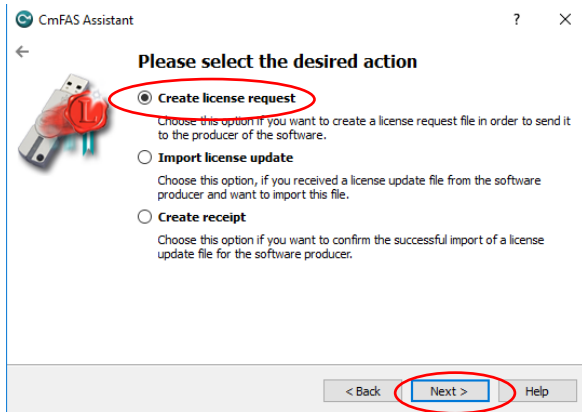 CmFAS Assistant
?
Please select the desired action
Create license request
Choose this option if you want to create a license request file in order to send it
to the producer of the software.
Import license update
Choose this option, if you received a license update file from the software
producer and want to import this file.
Create receipt
Choose this option if you want to confirm the successful import of a license
update file for the software producer.
< Back
Next >
Help
L